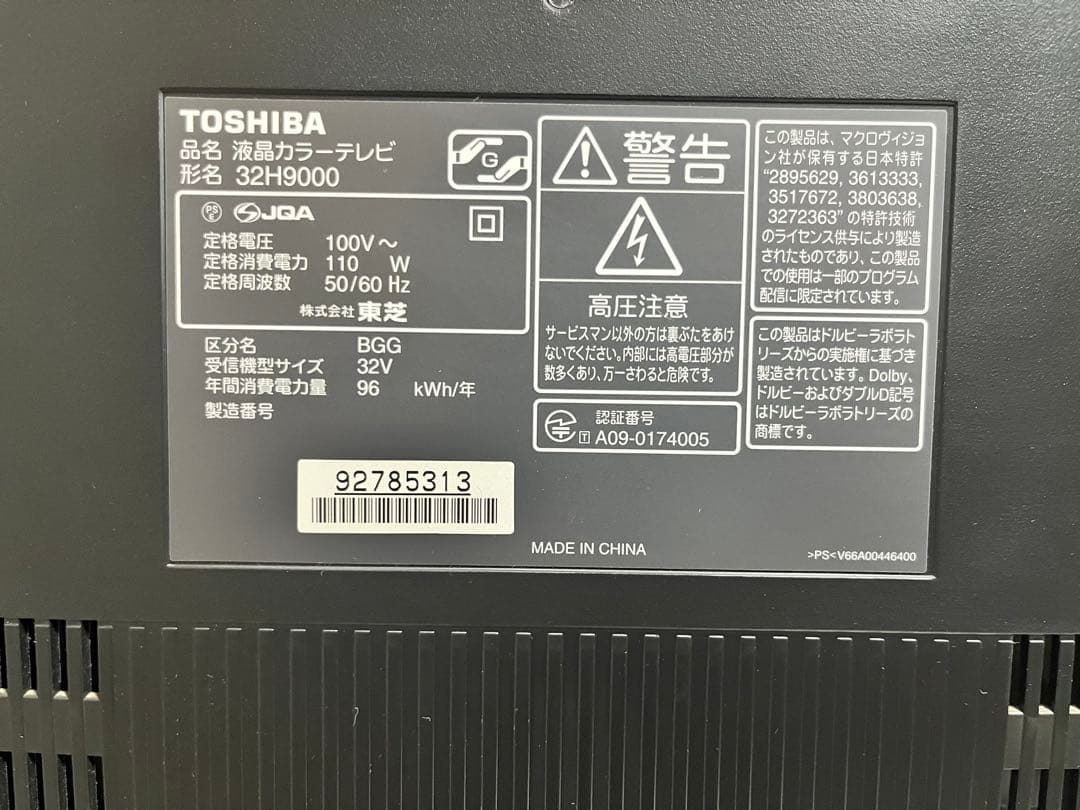 TOSHIBA
品名 液晶カラーテレビ
形名 32H9000
G
PS
E
JQA
定格電圧 100V～
定格消費電力 110 W
定格周波数 50/60 Hz
株式会社 東芝
区分名 BGG
受信機型サイズ 32V
年間消費電力量 96 kWh/年
製造番号
92785313
警告
高圧注意
サービスマン以外の方は裏ぶたをあけ
ないでください。内部には高電圧部分が
数多くあり、万一さわると危険です。
認証番号
T A09-0174005
この製品は、マクロヴィジョ
ン社が保有する日本特許
“2895629, 3613333,
3517672, 3803638,
3272363” の特許技術
のライセンス供与により製造
されたものであり、この製品
での使用は一部のプログラム
配信に限定されています。
この製品はドルビーラボラト
リーズからの実施権に基づき
製造されています。Dolby、
ドルビーおよびダブルD記号
はドルビーラボラトリーズの
商標です。
MADE IN CHINA
>PS< V66A00446400